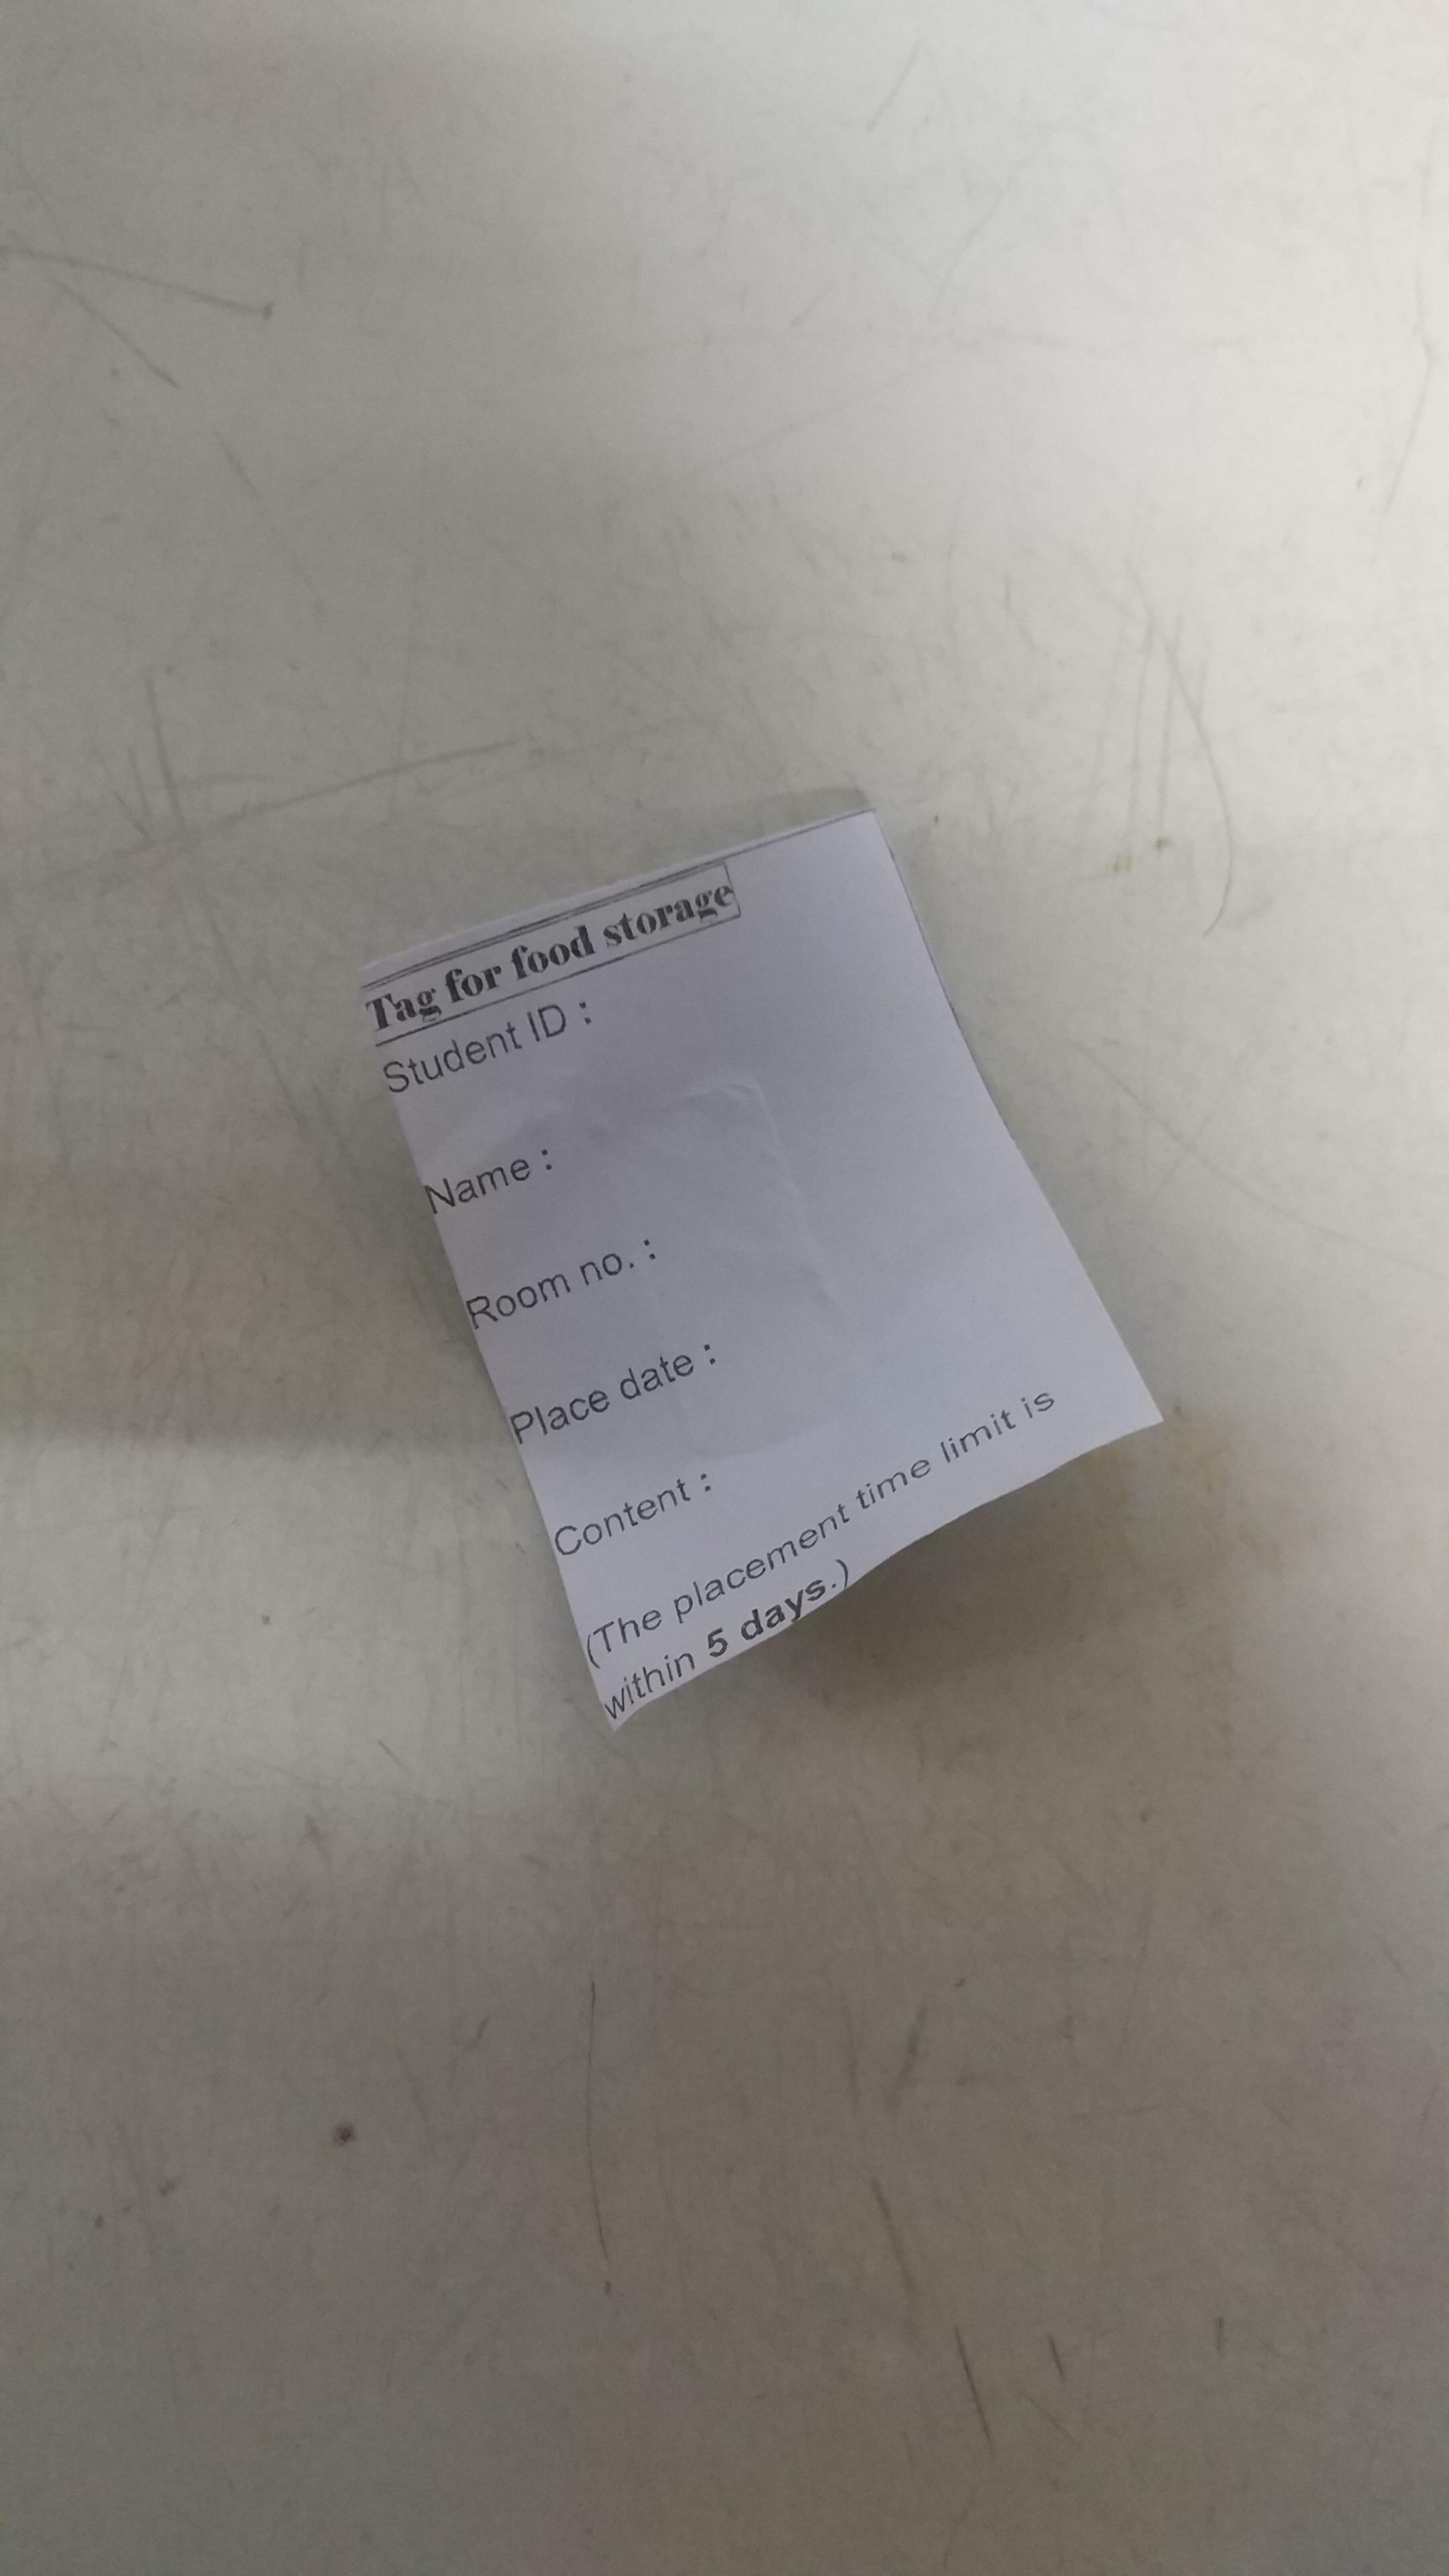 Tag for food storage
Student ID :
Name :
Room no. :
Place date :
Content :
(The placement time limit is
within 5 days.)